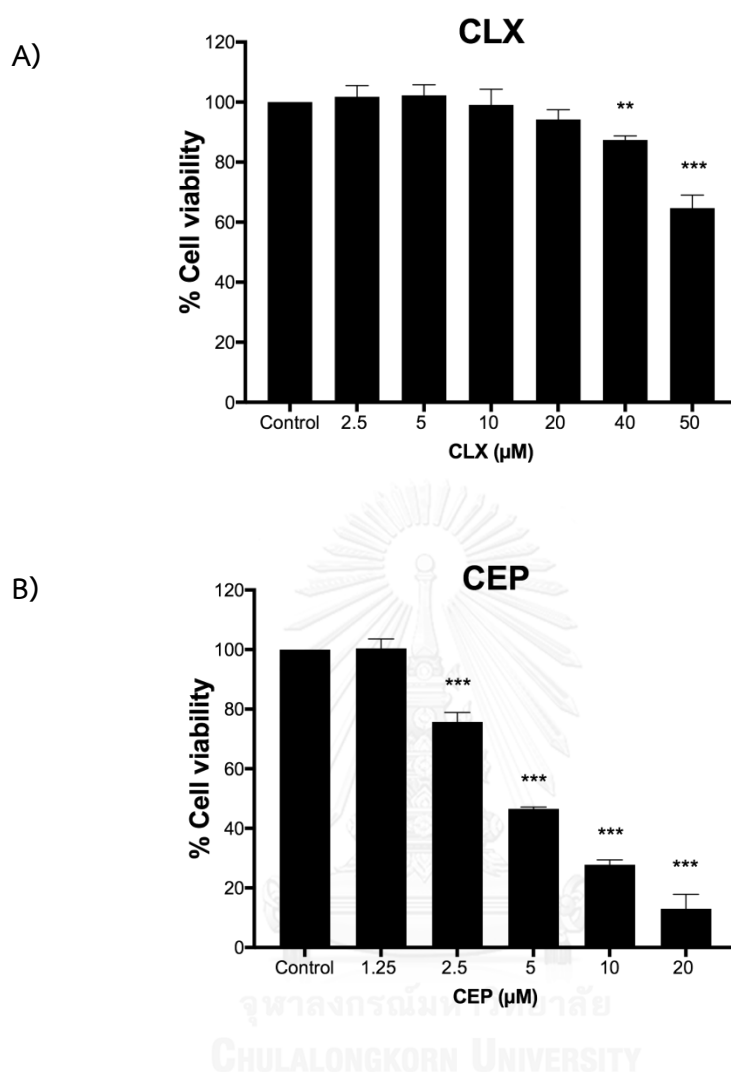 A)
CLX
% Cell viability
120
100
80
60
40
20
0
**
***
Control 2.5 5 10 20 40 50
CLX (µM)
B)
CEP
% Cell viability
120
100
80
60
40
20
0
***
***
***
***
Control 1.25 2.5 5 10 20
CEP (µM)
จุฬาลงกรณ์มหาวิทยาลัย
CHULALONGKORN UNIVERSITY